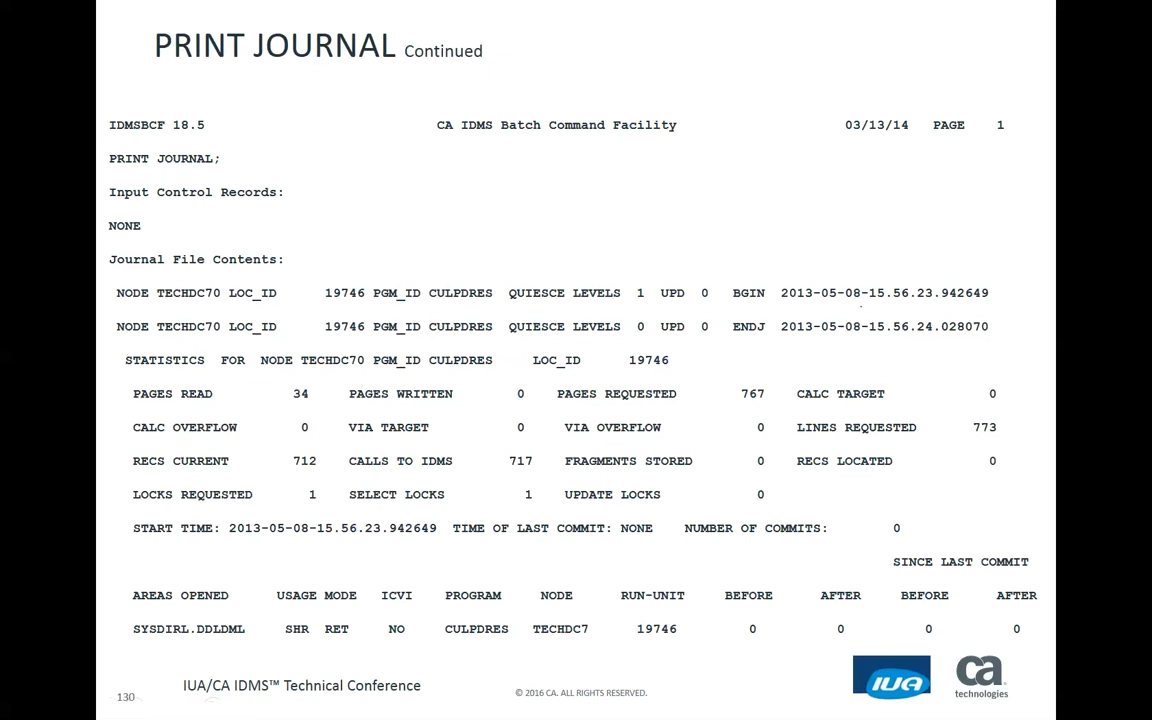 PRINT JOURNAL Continued
IDMSBCF 18.5 CA IDMS Batch Command Facility 03/13/14 PAGE 1
PRINT JOURNAL;
Input Control Records:
NONE
Journal File Contents:
NODE TECHDC70 LOC_ID 19746 PGM_ID CULPDRES QUIESCE LEVELS 1 UPD 0 BGIN 2013-05-08-15.56.23.942649
NODE TECHDC70 LOC_ID 19746 PGM_ID CULPDRES QUIESCE LEVELS 0 UPD 0 ENDJ 2013-05-08-15.56.24.028070
STATISTICS FOR NODE TECHDC70 PGM_ID CULPDRES LOC_ID 19746
PAGES READ 34 PAGES WRITTEN 0 PAGES REQUESTED 767 CALC TARGET 0
CALC OVERFLOW 0 VIA TARGET 0 VIA OVERFLOW 0 LINES REQUESTED 773
RECS CURRENT 712 CALLS TO IDMS 717 FRAGMENTS STORED 0 RECS LOCATED 0
LOCKS REQUESTED 1 SELECT LOCKS 1 UPDATE LOCKS 0
START TIME: 2013-05-08-15.56.23.942649 TIME OF LAST COMMIT: NONE NUMBER OF COMMITS: 0
SINCE LAST COMMIT
AREAS OPENED USAGE MODE ICVI PROGRAM NODE RUN-UNIT BEFORE AFTER BEFORE AFTER
SYSDIRL.DDLDML SHR RET NO CULPDRES TECHDC7 19746 0 0 0 0
130 IUA/CA IDMS™ Technical Conference © 2016 CA. ALL RIGHTS RESERVED. IUA ca technologies